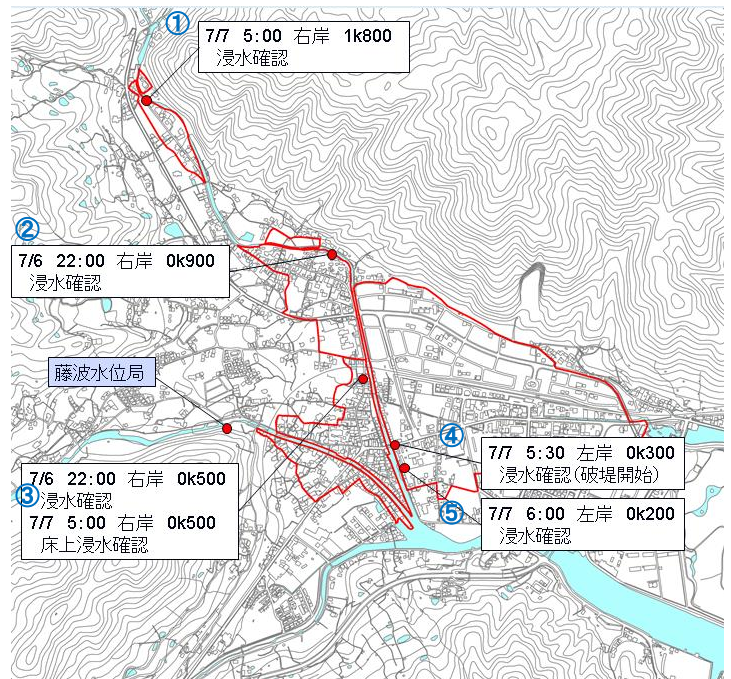 ①
7/7 5:00 右岸 1k800
浸水確認
②
7/6 22:00 右岸 0k900
浸水確認
藤波水位局
④
7/7 5:30 左岸 0k300
浸水確認(破堤開始)
③
7/6 22:00 右岸 0k500
浸水確認
7/7 5:00 右岸 0k500
床上浸水確認
⑤
7/7 6:00 左岸 0k200
浸水確認